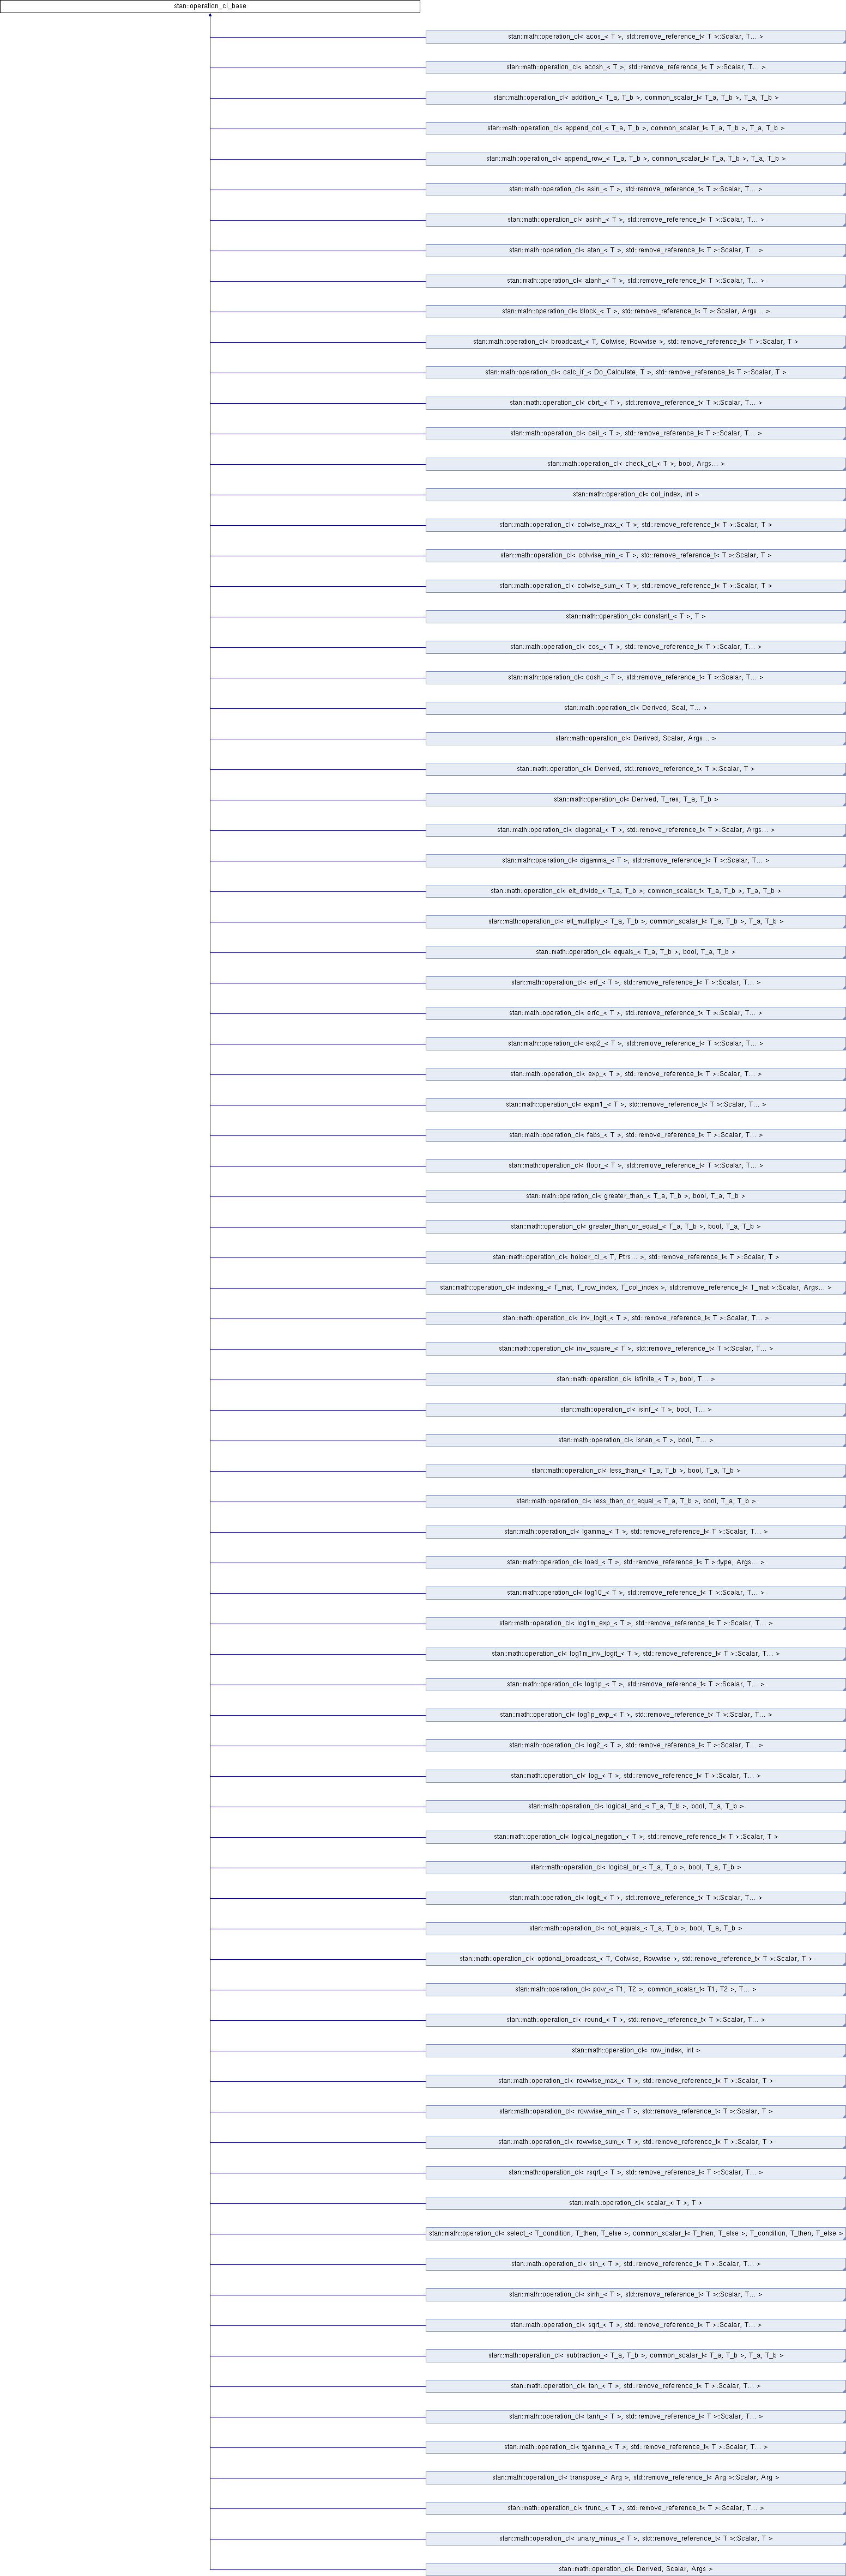 stan::operation_cl_base
stan::math::operation_cl< acos_< T >, std::remove_reference_t< T >::Scalar, T... >
stan::math::operation_cl< acosh_< T >, std::remove_reference_t< T >::Scalar, T... >
stan::math::operation_cl< addition_< T_a, T_b >, common_scalar_t< T_a, T_b >, T_a, T_b >
stan::math::operation_cl< append_col_< T_a, T_b >, common_scalar_t< T_a, T_b >, T_a, T_b >
stan::math::operation_cl< append_row_< T_a, T_b >, common_scalar_t< T_a, T_b >, T_a, T_b >
stan::math::operation_cl< asin_< T >, std::remove_reference_t< T >::Scalar, T... >
stan::math::operation_cl< asinh_< T >, std::remove_reference_t< T >::Scalar, T... >
stan::math::operation_cl< atan_< T >, std::remove_reference_t< T >::Scalar, T... >
stan::math::operation_cl< atanh_< T >, std::remove_reference_t< T >::Scalar, T... >
stan::math::operation_cl< block_< T >, std::remove_reference_t< T >::Scalar, Args... >
stan::math::operation_cl< broadcast_< T, Colwise, Rowwise >, std::remove_reference_t< T >::Scalar, T >
stan::math::operation_cl< calc_if_< Do_Calculate, T >, std::remove_reference_t< T >::Scalar, T >
stan::math::operation_cl< cbrt_< T >, std::remove_reference_t< T >::Scalar, T... >
stan::math::operation_cl< ceil_< T >, std::remove_reference_t< T >::Scalar, T... >
stan::math::operation_cl< check_cl_< T >, bool, Args... >
stan::math::operation_cl< col_index, int >
stan::math::operation_cl< colwise_max_< T >, std::remove_reference_t< T >::Scalar, T >
stan::math::operation_cl< colwise_min_< T >, std::remove_reference_t< T >::Scalar, T >
stan::math::operation_cl< colwise_sum_< T >, std::remove_reference_t< T >::Scalar, T >
stan::math::operation_cl< constant_< T >, T >
stan::math::operation_cl< cos_< T >, std::remove_reference_t< T >::Scalar, T... >
stan::math::operation_cl< cosh_< T >, std::remove_reference_t< T >::Scalar, T... >
stan::math::operation_cl< Derived, Scal, T... >
stan::math::operation_cl< Derived, Scalar, Args... >
stan::math::operation_cl< Derived, std::remove_reference_t< T >::Scalar, T >
stan::math::operation_cl< Derived, T_res, T_a, T_b >
stan::math::operation_cl< diagonal_< T >, std::remove_reference_t< T >::Scalar, Args... >
stan::math::operation_cl< digamma_< T >, std::remove_reference_t< T >::Scalar, T... >
stan::math::operation_cl< elt_divide_< T_a, T_b >, common_scalar_t< T_a, T_b >, T_a, T_b >
stan::math::operation_cl< elt_multiply_< T_a, T_b >, common_scalar_t< T_a, T_b >, T_a, T_b >
stan::math::operation_cl< equals_< T_a, T_b >, bool, T_a, T_b >
stan::math::operation_cl< erf_< T >, std::remove_reference_t< T >::Scalar, T... >
stan::math::operation_cl< erfc_< T >, std::remove_reference_t< T >::Scalar, T... >
stan::math::operation_cl< exp2_< T >, std::remove_reference_t< T >::Scalar, T... >
stan::math::operation_cl< exp_< T >, std::remove_reference_t< T >::Scalar, T... >
stan::math::operation_cl< expm1_< T >, std::remove_reference_t< T >::Scalar, T... >
stan::math::operation_cl< fabs_< T >, std::remove_reference_t< T >::Scalar, T... >
stan::math::operation_cl< floor_< T >, std::remove_reference_t< T >::Scalar, T... >
stan::math::operation_cl< greater_than_< T_a, T_b >, bool, T_a, T_b >
stan::math::operation_cl< greater_than_or_equal_< T_a, T_b >, bool, T_a, T_b >
stan::math::operation_cl< holder_cl_< T, Ptrs... >, std::remove_reference_t< T >::Scalar, T >
stan::math::operation_cl< indexing_< T_mat, T_row_index, T_col_index >, std::remove_reference_t< T_mat >::Scalar, Args... >
stan::math::operation_cl< inv_logit_< T >, std::remove_reference_t< T >::Scalar, T... >
stan::math::operation_cl< inv_square_< T >, std::remove_reference_t< T >::Scalar, T... >
stan::math::operation_cl< isfinite_< T >, bool, T... >
stan::math::operation_cl< isinf_< T >, bool, T... >
stan::math::operation_cl< isnan_< T >, bool, T... >
stan::math::operation_cl< less_than_< T_a, T_b >, bool, T_a, T_b >
stan::math::operation_cl< less_than_or_equal_< T_a, T_b >, bool, T_a, T_b >
stan::math::operation_cl< lgamma_< T >, std::remove_reference_t< T >::Scalar, T... >
stan::math::operation_cl< load_< T >, std::remove_reference_t< T >::type, Args... >
stan::math::operation_cl< log10_< T >, std::remove_reference_t< T >::Scalar, T... >
stan::math::operation_cl< log1m_exp_< T >, std::remove_reference_t< T >::Scalar, T... >
stan::math::operation_cl< log1m_inv_logit_< T >, std::remove_reference_t< T >::Scalar, T... >
stan::math::operation_cl< log1p_< T >, std::remove_reference_t< T >::Scalar, T... >
stan::math::operation_cl< log1p_exp_< T >, std::remove_reference_t< T >::Scalar, T... >
stan::math::operation_cl< log2_< T >, std::remove_reference_t< T >::Scalar, T... >
stan::math::operation_cl< log_< T >, std::remove_reference_t< T >::Scalar, T... >
stan::math::operation_cl< logical_and_< T_a, T_b >, bool, T_a, T_b >
stan::math::operation_cl< logical_negation_< T >, std::remove_reference_t< T >::Scalar, T >
stan::math::operation_cl< logical_or_< T_a, T_b >, bool, T_a, T_b >
stan::math::operation_cl< logit_< T >, std::remove_reference_t< T >::Scalar, T... >
stan::math::operation_cl< not_equals_< T_a, T_b >, bool, T_a, T_b >
stan::math::operation_cl< optional_broadcast_< T, Colwise, Rowwise >, std::remove_reference_t< T >::Scalar, T >
stan::math::operation_cl< pow_< T1, T2 >, common_scalar_t< T1, T2 >, T... >
stan::math::operation_cl< round_< T >, std::remove_reference_t< T >::Scalar, T... >
stan::math::operation_cl< row_index, int >
stan::math::operation_cl< rowwise_max_< T >, std::remove_reference_t< T >::Scalar, T >
stan::math::operation_cl< rowwise_min_< T >, std::remove_reference_t< T >::Scalar, T >
stan::math::operation_cl< rowwise_sum_< T >, std::remove_reference_t< T >::Scalar, T >
stan::math::operation_cl< rsqrt_< T >, std::remove_reference_t< T >::Scalar, T... >
stan::math::operation_cl< scalar_< T >, T >
stan::math::operation_cl< select_< T_condition, T_then, T_else >, common_scalar_t< T_then, T_else >, T_condition, T_then, T_else >
stan::math::operation_cl< sin_< T >, std::remove_reference_t< T >::Scalar, T... >
stan::math::operation_cl< sinh_< T >, std::remove_reference_t< T >::Scalar, T... >
stan::math::operation_cl< sqrt_< T >, std::remove_reference_t< T >::Scalar, T... >
stan::math::operation_cl< subtraction_< T_a, T_b >, common_scalar_t< T_a, T_b >, T_a, T_b >
stan::math::operation_cl< tan_< T >, std::remove_reference_t< T >::Scalar, T... >
stan::math::operation_cl< tanh_< T >, std::remove_reference_t< T >::Scalar, T... >
stan::math::operation_cl< tgamma_< T >, std::remove_reference_t< T >::Scalar, T... >
stan::math::operation_cl< transpose_< Arg >, std::remove_reference_t< Arg >::Scalar, Arg >
stan::math::operation_cl< trunc_< T >, std::remove_reference_t< T >::Scalar, T... >
stan::math::operation_cl< unary_minus_< T >, std::remove_reference_t< T >::Scalar, T >
stan::math::operation_cl< Derived, Scalar, Args >